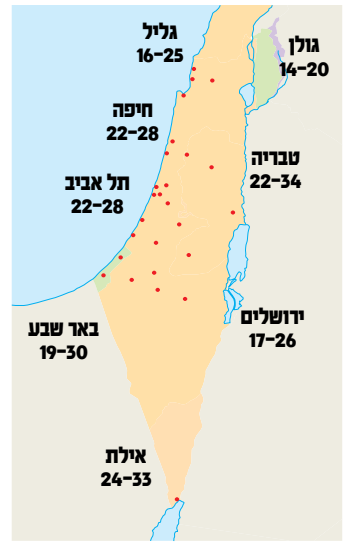 גליל
16-25
גולן
14-20
חיפה
22-28
טבריה
22-34
תל אביב
22-28
ירושלים
17-26
באר שבע
19-30
אילת
24-33